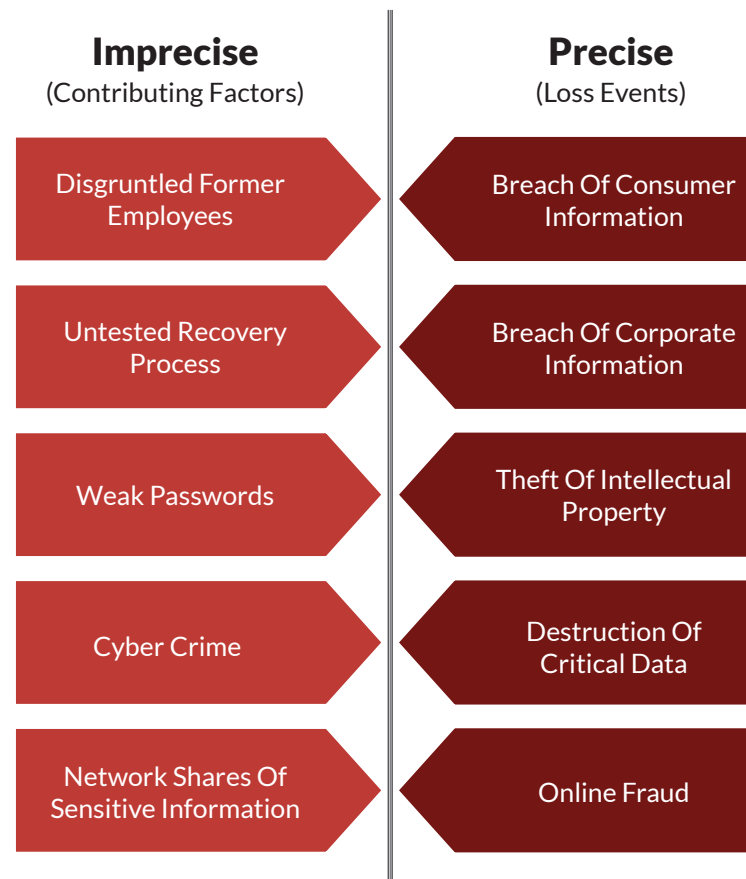 Imprecise
(Contributing Factors)
Disgruntled Former
Employees
Untested Recovery
Process
Weak Passwords
Cyber Crime
Network Shares Of
Sensitive Information
Precise
(Loss Events)
Breach Of Consumer
Information
Breach Of Corporate
Information
Theft Of Intellectual
Property
Destruction Of
Critical Data
Online Fraud